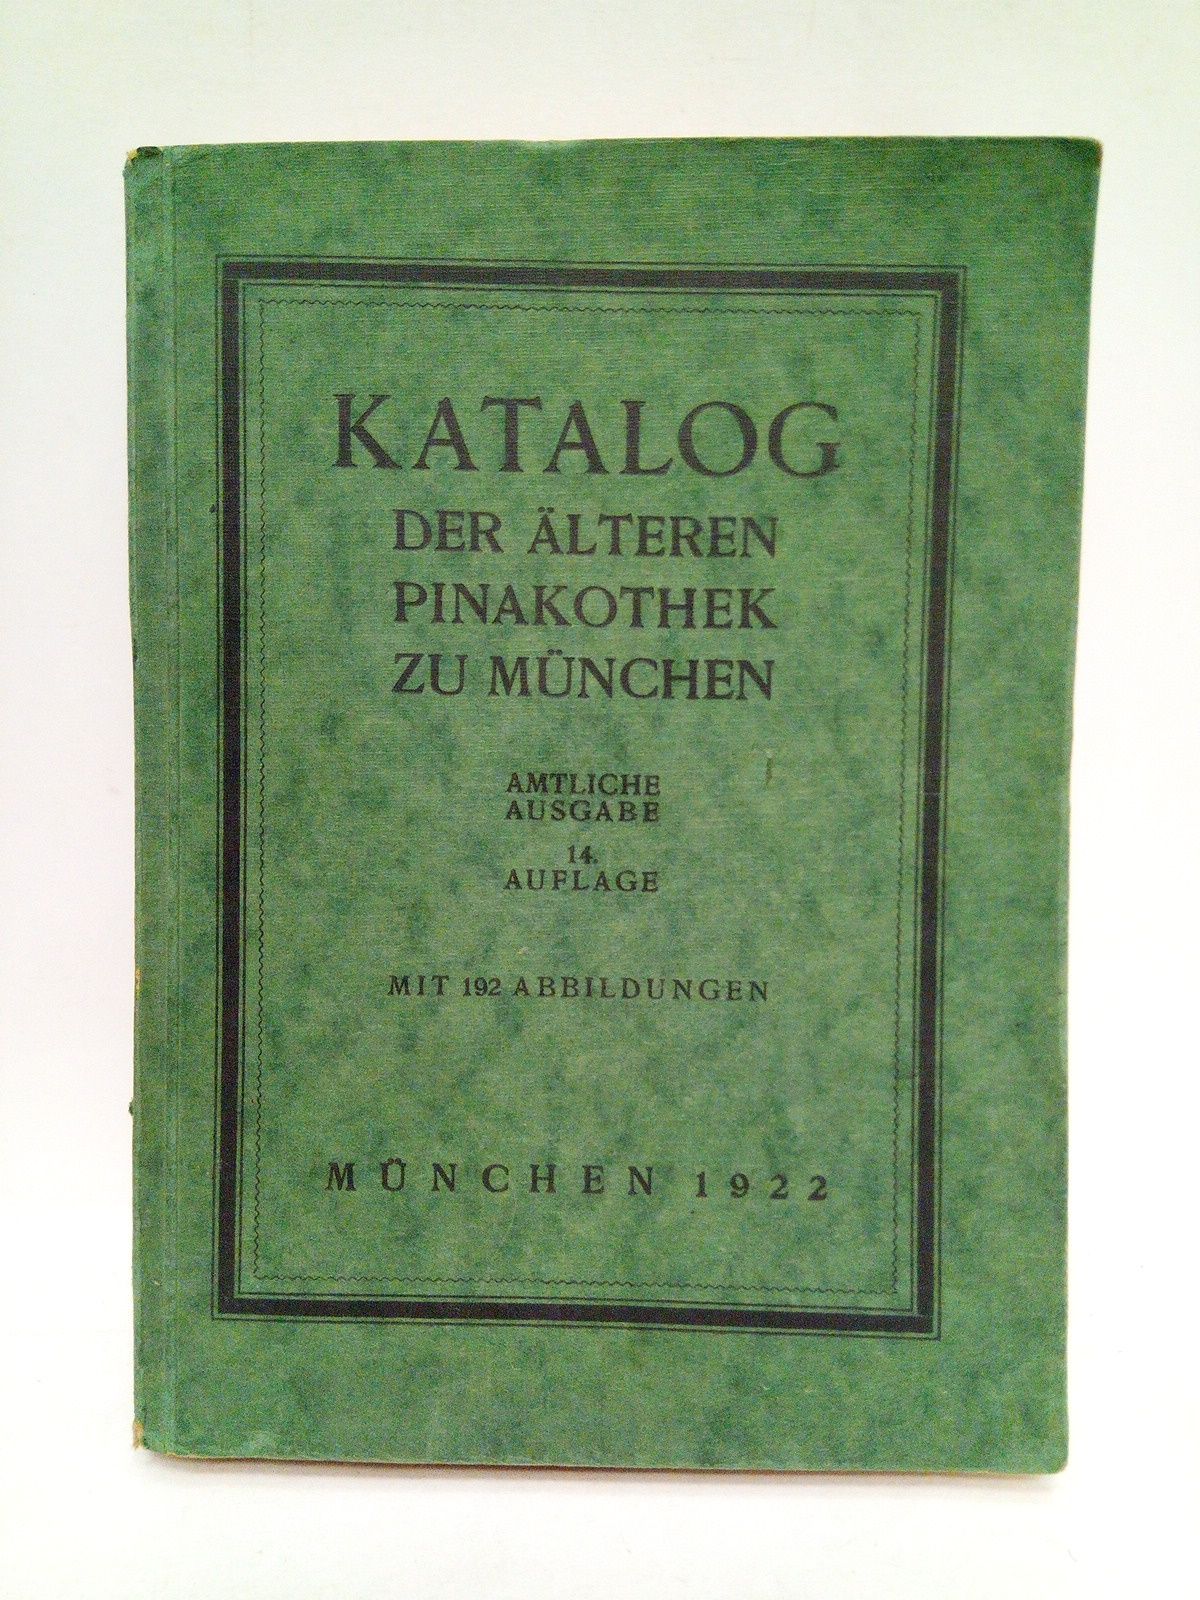 KATALOG
DER ÄLTEREN
PINAKOTHEK
ZU MÜNCHEN
AMTLICHE
AUSGABE
14.
AUFLAGE
MIT 192 ABBILDUNGEN
MÜNCHEN 1922